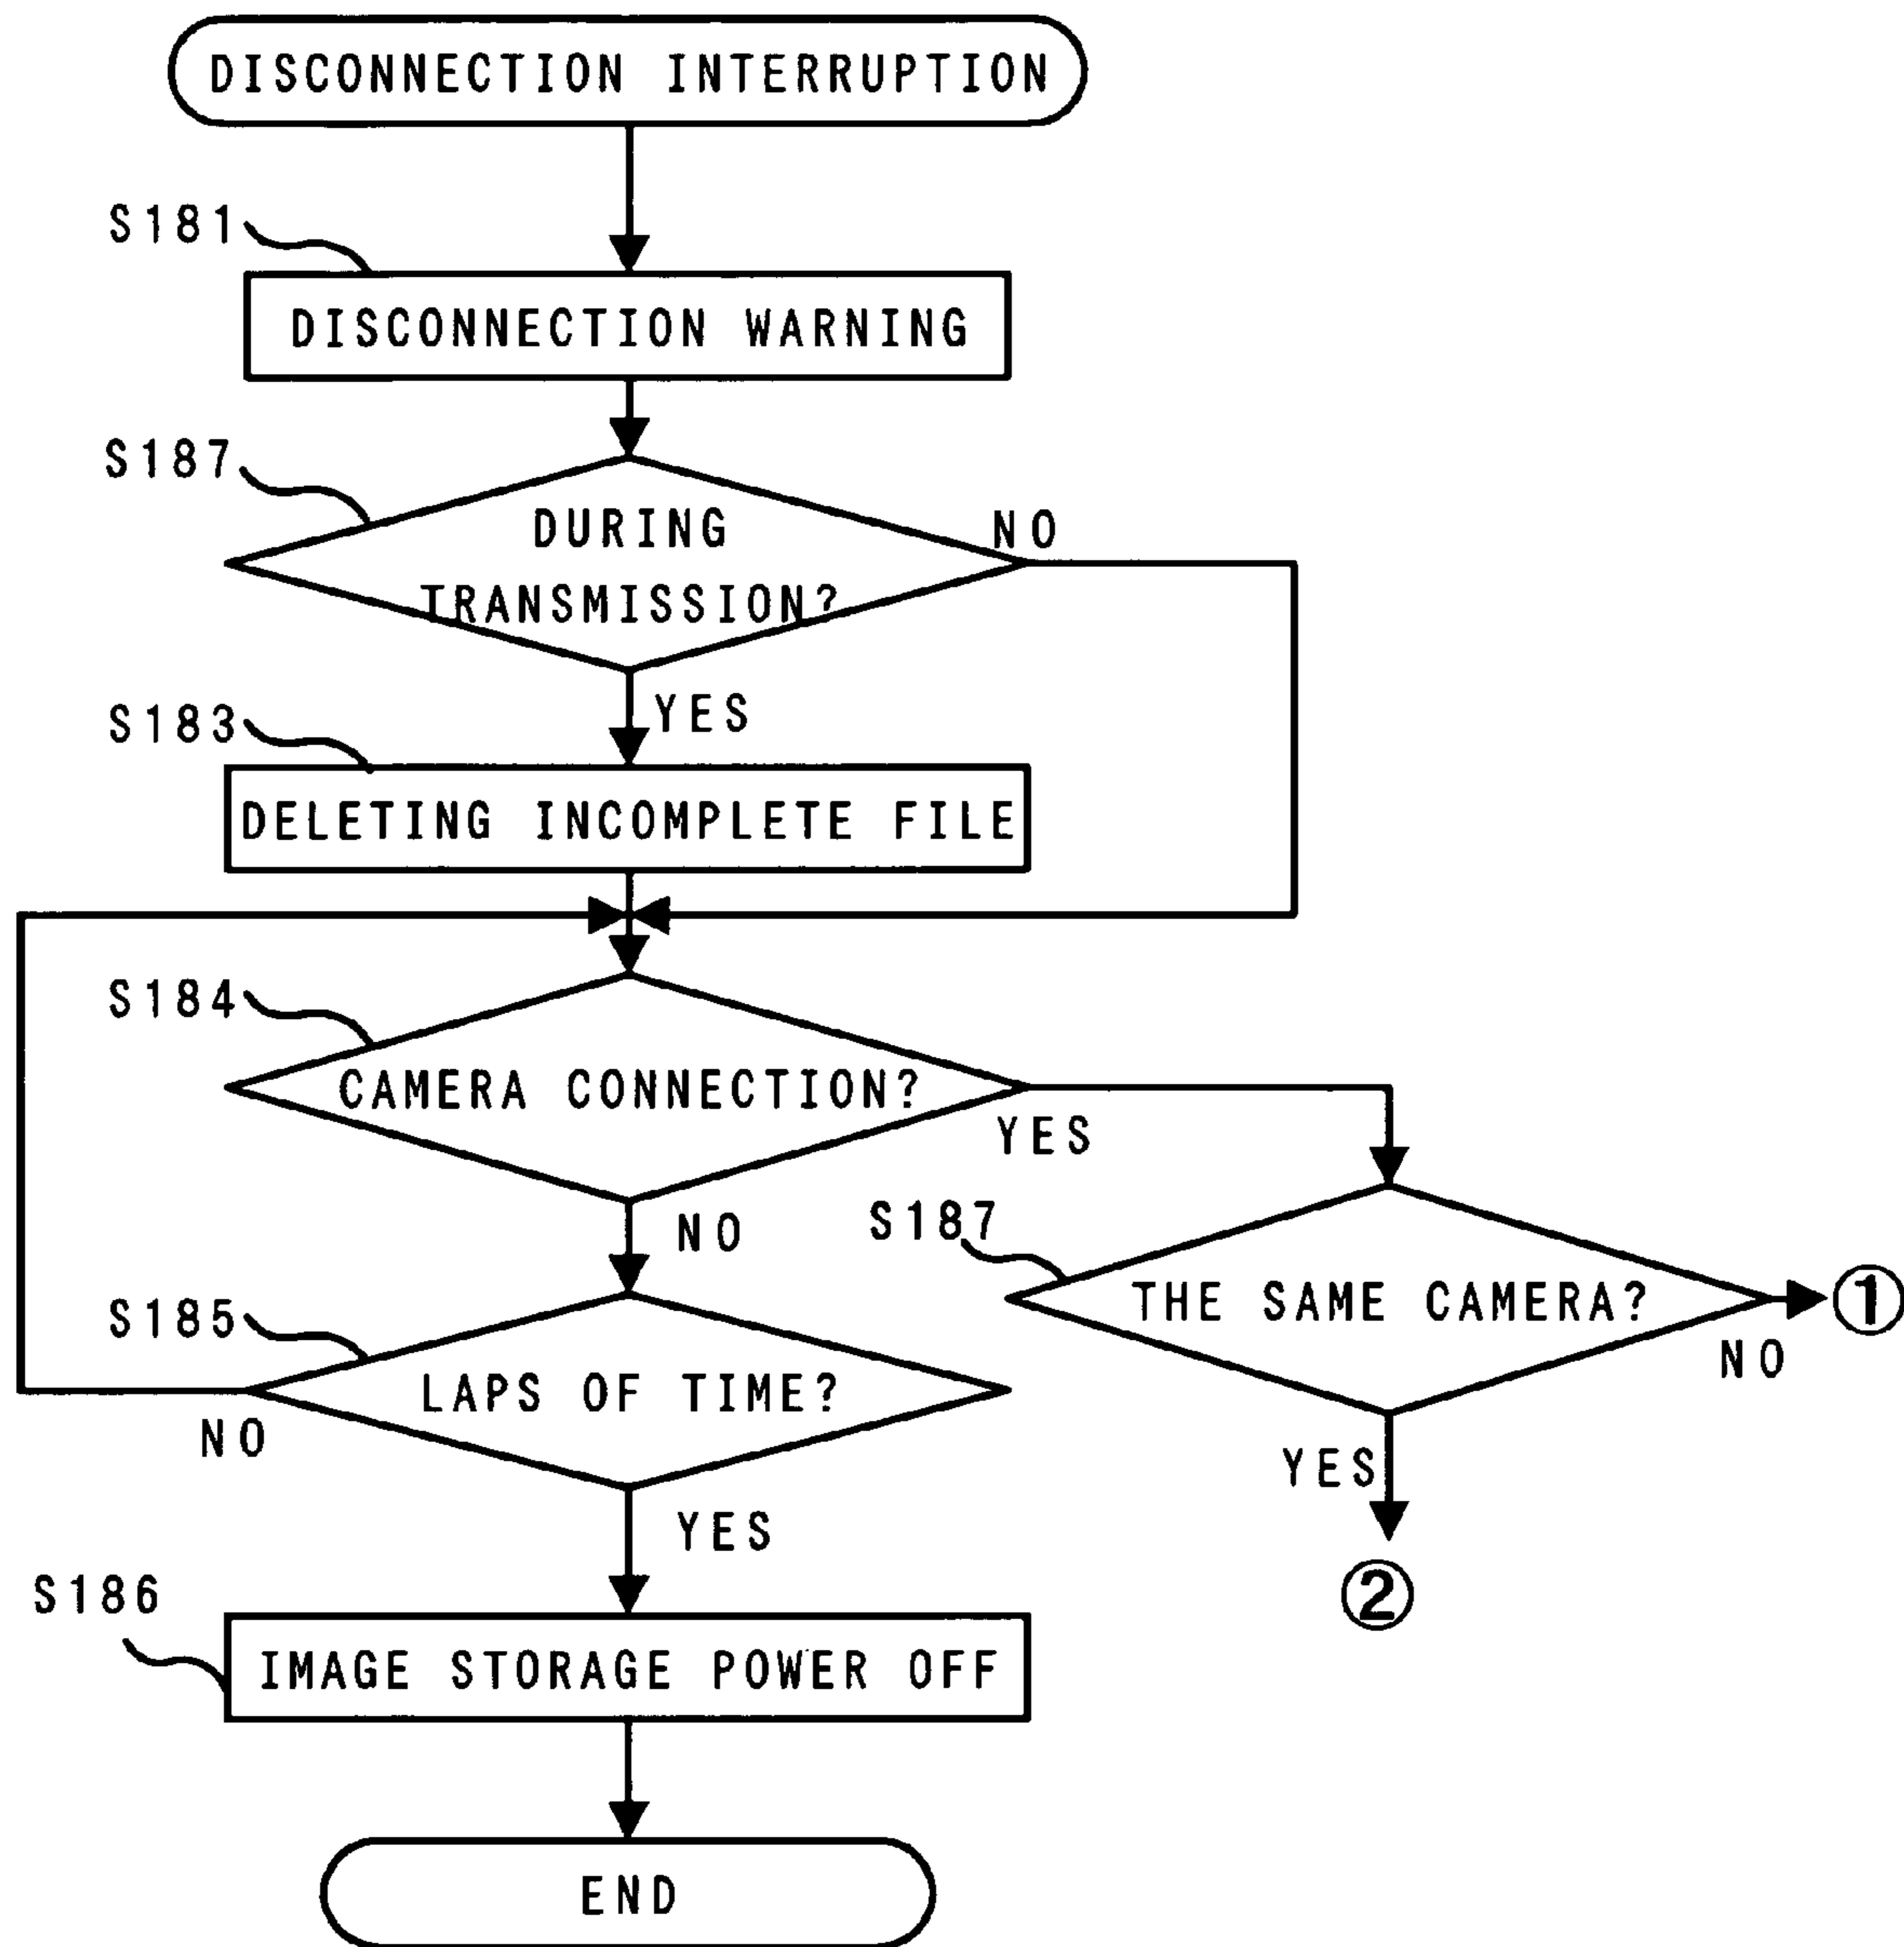 DISCONNECTION INTERRUPTION
S181
DISCONNECTION WARNING
S187
DURING
TRANSMISSION?
NO
YES
S183
DELETING INCOMPLETE FILE
S184
CAMERA CONNECTION?
YES
NO
S187
THE SAME CAMERA?
①
NO
YES
②
S185
LAPS OF TIME?
NO
YES
S186
IMAGE STORAGE POWER OFF
END